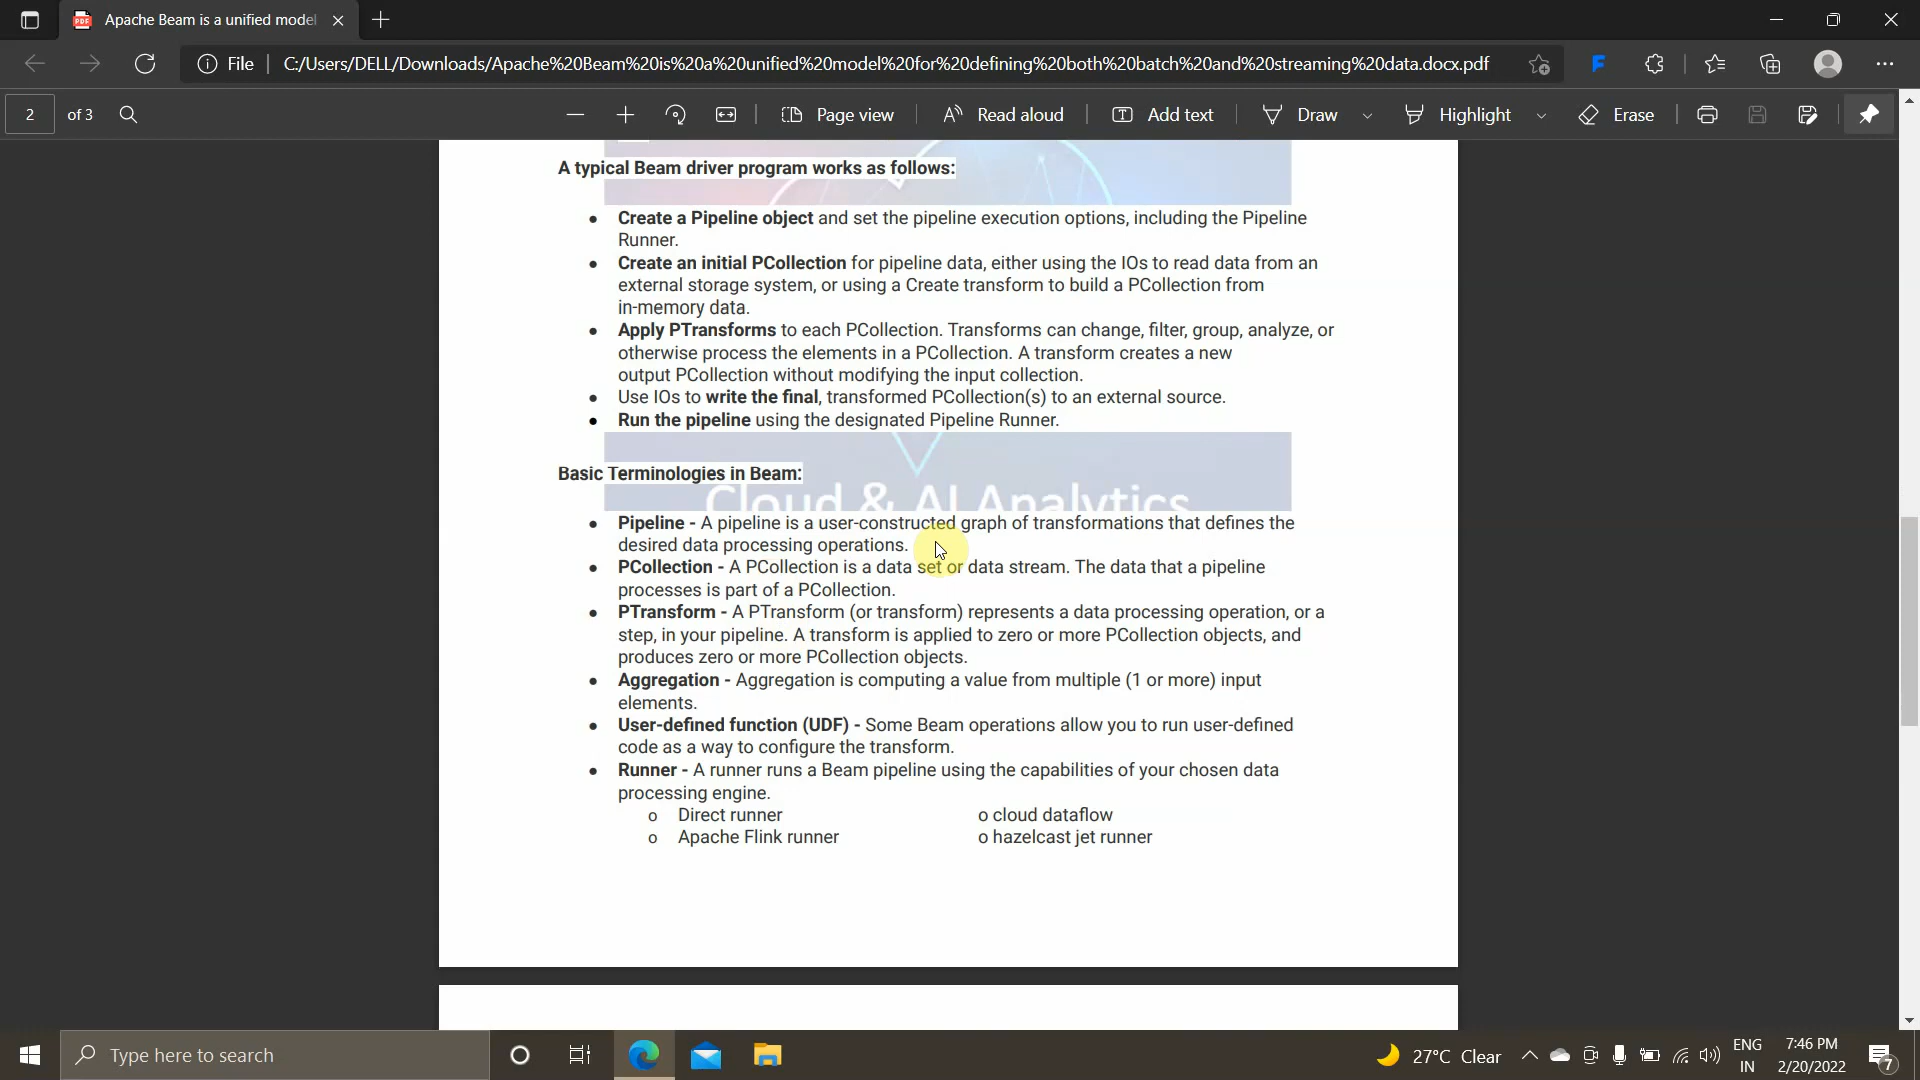 Apache Beam is a unified model
File
C:/Users/DELL/Downloads/Apache%20Beam%20is%20a%20unified%20model%20for%20defining%20both%20batch%20and%20streaming%20data.docx.pdf
2 of 3
Page view
Read aloud
Add text
Draw
Highlight
Erase
A typical Beam driver program works as follows:
• Create a Pipeline object and set the pipeline execution options, including the Pipeline
Runner.
• Create an initial PCollection for pipeline data, either using the IOs to read data from an
external storage system, or using a Create transform to build a PCollection from
in-memory data.
• Apply PTransforms to each PCollection. Transforms can change, filter, group, analyze, or
otherwise process the elements in a PCollection. A transform creates a new
output PCollection without modifying the input collection.
• Use IOs to write the final, transformed PCollection(s) to an external source.
• Run the pipeline using the designated Pipeline Runner.
Basic Terminologies in Beam:
Cloud & AI Analytics
• Pipeline - A pipeline is a user-constructed graph of transformations that defines the
desired data processing operations.
• PCollection - A PCollection is a data set or data stream. The data that a pipeline
processes is part of a PCollection.
• PTransform - A PTransform (or transform) represents a data processing operation, or a
step, in your pipeline. A transform is applied to zero or more PCollection objects, and
produces zero or more PCollection objects.
• Aggregation - Aggregation is computing a value from multiple (1 or more) input
elements.
• User-defined function (UDF) - Some Beam operations allow you to run user-defined
code as a way to configure the transform.
• Runner - A runner runs a Beam pipeline using the capabilities of your chosen data
processing engine.
o Direct runner o cloud dataflow
o Apache Flink runner o hazelcast jet runner
Type here to search
27°C Clear
ENG
IN
7:46 PM
2/20/2022
7